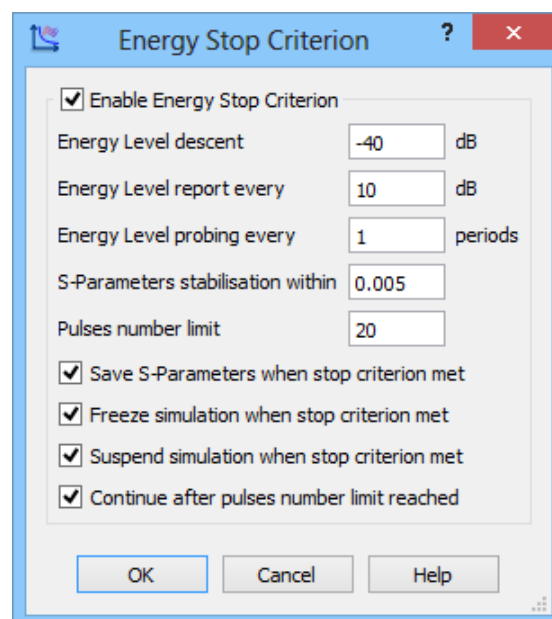 Energy Stop Criterion ? ×
Enable Energy Stop Criterion
Energy Level descent -40 dB
Energy Level report every 10 dB
Energy Level probing every 1 periods
S-Parameters stabilisation within 0.005
Pulses number limit 20
Save S-Parameters when stop criterion met
Freeze simulation when stop criterion met
Suspend simulation when stop criterion met
Continue after pulses number limit reached
OK Cancel Help